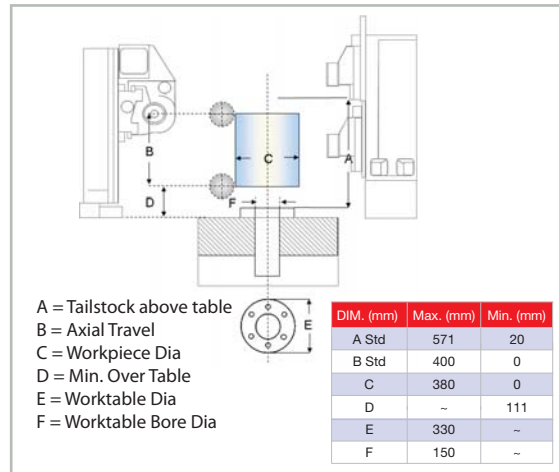 B
C
A
D
F
E
A = Tailstock above table
B = Axial Travel
C = Workpiece Dia
D = Min. Over Table
E = Worktable Dia
F = Worktable Bore Dia
DIM. (mm) Max. (mm) Min. (mm)
A Std 571 20
B Std 400 0
C 380 0
D ~ 111
E 330 ~
F 150 ~